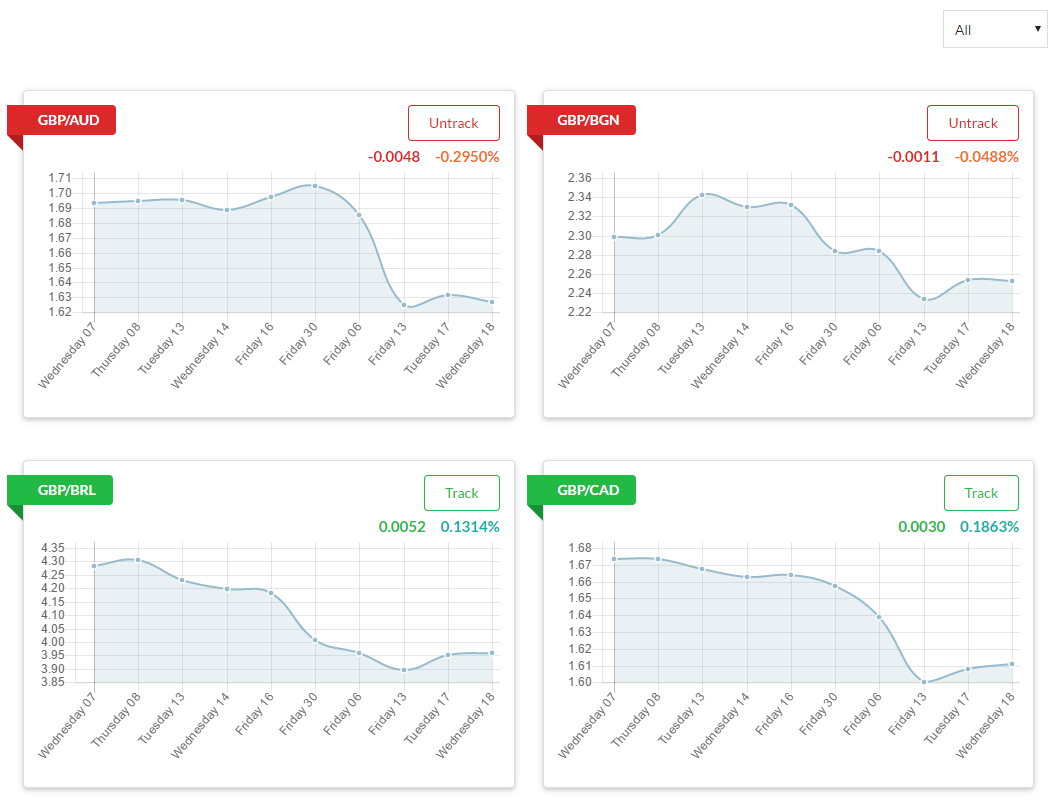 All
GBP/AUD
Untrack
-0.0048 -0.2950%
1.71
1.70
1.69
1.68
1.67
1.66
1.65
1.64
1.63
1.62
Wednesday 07
Thursday 08
Tuesday 13
Wednesday 14
Friday 16
Friday 30
Friday 06
Friday 13
Tuesday 17
Wednesday 18
GBP/BGN
Untrack
-0.0011 -0.0488%
2.36
2.34
2.32
2.30
2.28
2.26
2.24
2.22
Wednesday 07
Thursday 08
Tuesday 13
Wednesday 14
Friday 16
Friday 30
Friday 06
Friday 13
Tuesday 17
Wednesday 18
GBP/BRL
Track
0.0052 0.1314%
4.35
4.30
4.25
4.20
4.15
4.10
4.05
4.00
3.95
3.90
3.85
Wednesday 07
Thursday 08
Tuesday 13
Wednesday 14
Friday 16
Friday 30
Friday 06
Friday 13
Tuesday 17
Wednesday 18
GBP/CAD
Track
0.0030 0.1863%
1.68
1.67
1.66
1.65
1.64
1.63
1.62
1.61
1.60
Wednesday 07
Thursday 08
Tuesday 13
Wednesday 14
Friday 16
Friday 30
Friday 06
Friday 13
Tuesday 17
Wednesday 18